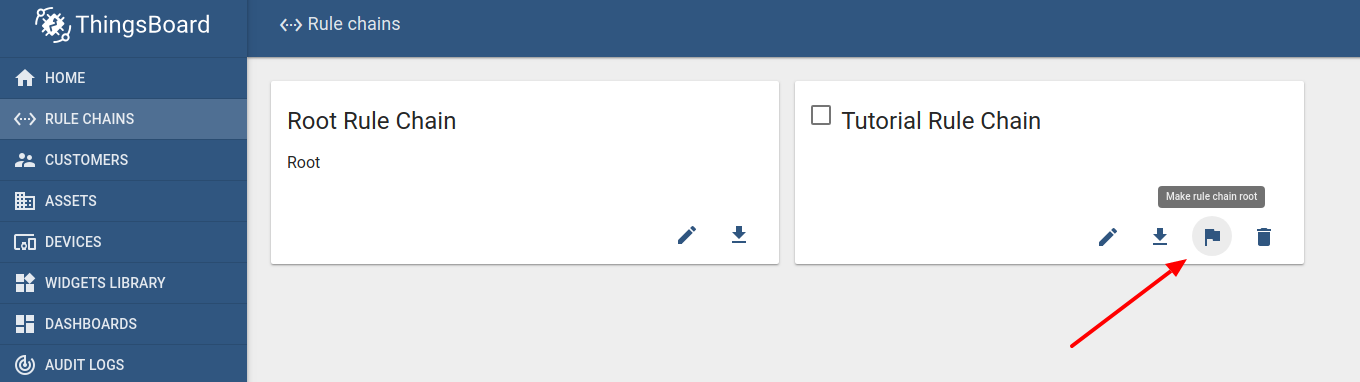 ThingsBoard
Rule chains
HOME
RULE CHAINS
CUSTOMERS
ASSETS
DEVICES
WIDGETS LIBRARY
DASHBOARDS
AUDIT LOGS
Root Rule Chain
Root
Tutorial Rule Chain
Make rule chain root